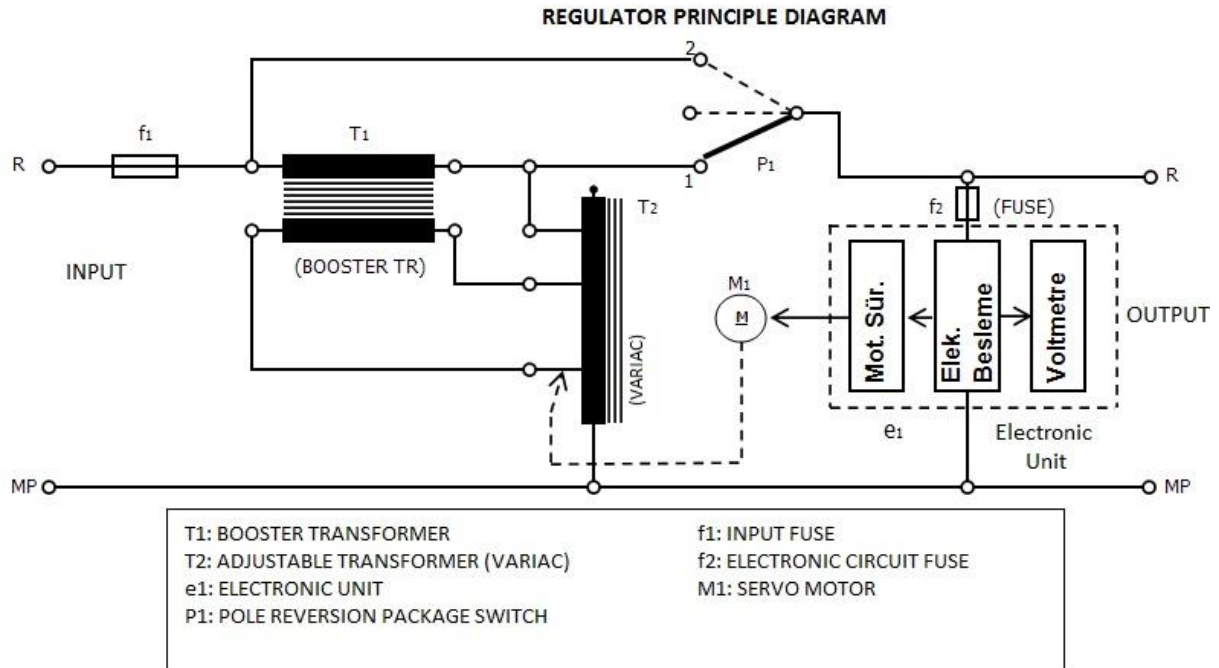 REGULATOR PRINCIPLE DIAGRAM
2
f1
T1
R
1
P1
R
T2
f2
(FUSE)
(BOOSTER TR)
INPUT
M1
M
(VARIAC)
Mot. Sür.
Elek.
Besleme
Voltmetre
OUTPUT
e1
Electronic
Unit
MP
MP
T1: BOOSTER TRANSFORMER
T2: ADJUSTABLE TRANSFORMER (VARIAC)
e1: ELECTRONIC UNIT
P1: POLE REVERSION PACKAGE SWITCH
f1: INPUT FUSE
f2: ELECTRONIC CIRCUIT FUSE
M1: SERVO MOTOR